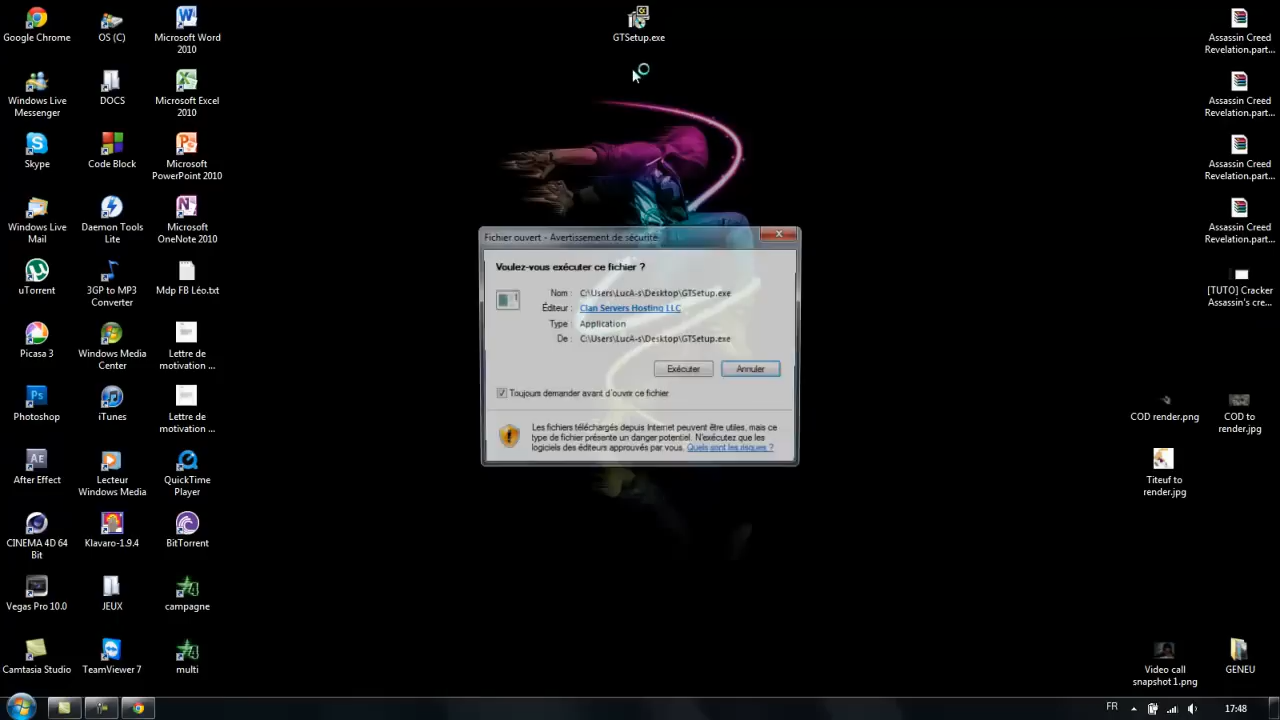 Google Chrome
OS (C)
Microsoft Word
2010
Windows Live
Messenger
DOCS
Microsoft Excel
2010
Skype
Code Block
Microsoft
PowerPoint 2010
Windows Live
Mail
Daemon Tools
Lite
Microsoft
OneNote 2010
uTorrent
3GP to MP3
Converter
Mdp FB Léo.txt
Picasa 3
Windows Media
Center
Lettre de
motivation ...
Photoshop
iTunes
Lettre de
motivation ...
After Effect
Lecteur
Windows Media
QuickTime
Player
CINEMA 4D 64
Bit
Klavaro-1.9.4
BitTorrent
Vegas Pro 10.0
JEUX
campagne
Camtasia Studio
TeamViewer 7
multi
GTSetup.exe
Fichier ouvert - Avertissement de sécurité
Voulez-vous exécuter ce fichier ?
Nom : C:\Users\LucA-s\Desktop\GTSetup.exe
Éditeur : Clan Servers Hosting LLC
Type : Application
De : C:\Users\LucA-s\Desktop\GTSetup.exe
Exécuter
Annuler
Toujours demander avant d'ouvrir ce fichier
Les fichiers téléchargés depuis Internet peuvent être utiles, mais ce
type de fichier présente un danger potentiel. N'exécutez que les
logiciels des éditeurs approuvés par vous. Quels sont les risques ?
Assassin Creed
Revelation.part...
Assassin Creed
Revelation.part...
Assassin Creed
Revelation.part...
Assassin Creed
Revelation.part...
[TUTO] Cracker
Assassin's cre...
COD render.png
COD to
render.jpg
Titeuf to
render.jpg
Video call
snapshot 1.png
GENEU
FR
17:48